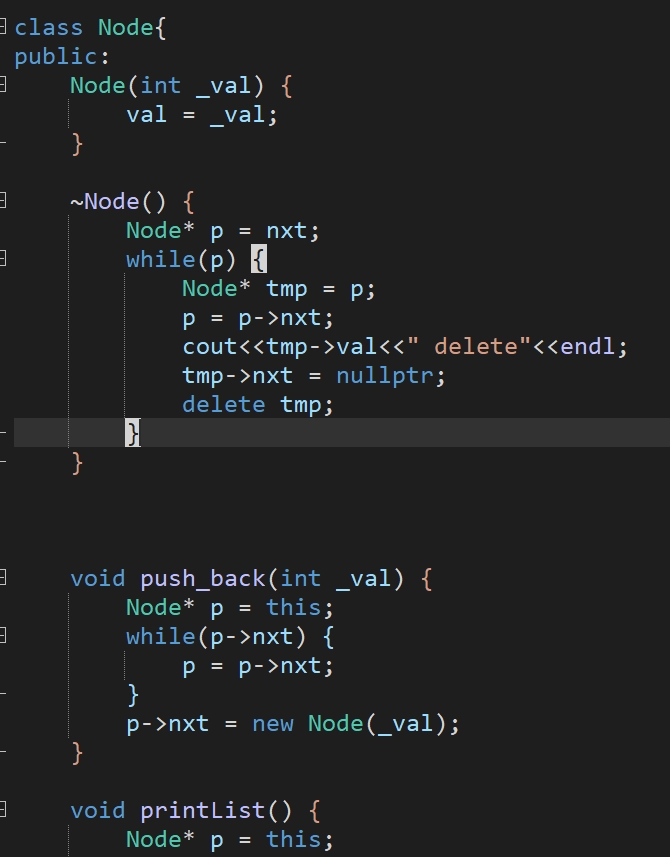 class Node{
public:
    Node(int _val) {
        val = _val;
    }
    ~Node() {
        Node* p = nxt;
        while(p) {
            Node* tmp = p;
            p = p->nxt;
            cout<<tmp->val<<" delete"<<endl;
            tmp->nxt = nullptr;
            delete tmp;
        }
    }
    void push_back(int _val) {
        Node* p = this;
        while(p->nxt) {
            p = p->nxt;
        }
        p->nxt = new Node(_val);
    }
    void printList() {
        Node* p = this;